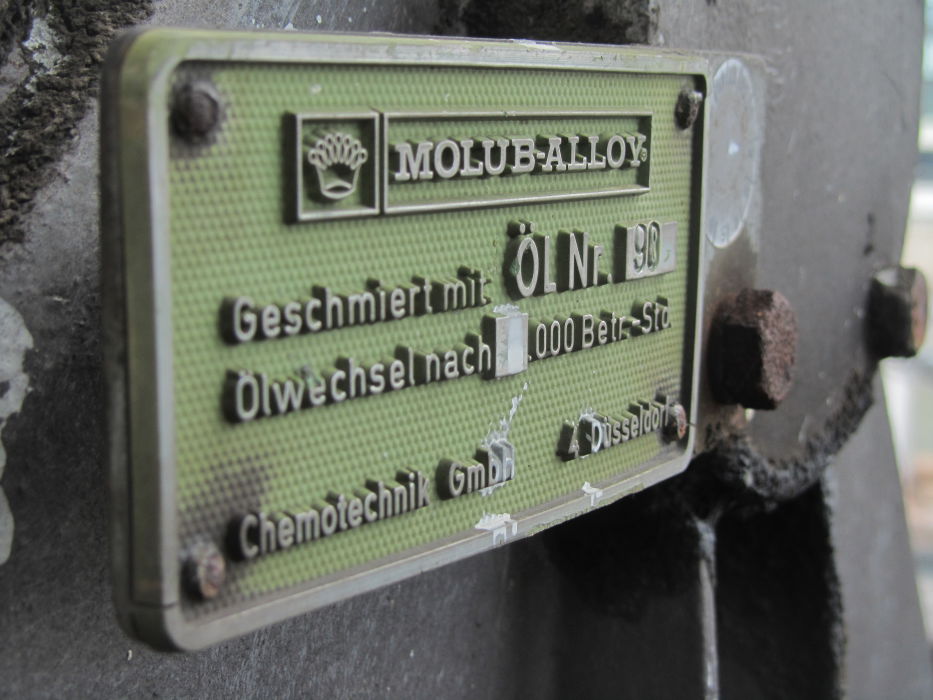 MOLUB-ALLOY®
Geschmiert mit ÖL Nr. 90
Ölwechsel nach .000 Betr.-Std.
Chemotechnik GmbH 4 Düsseldorf